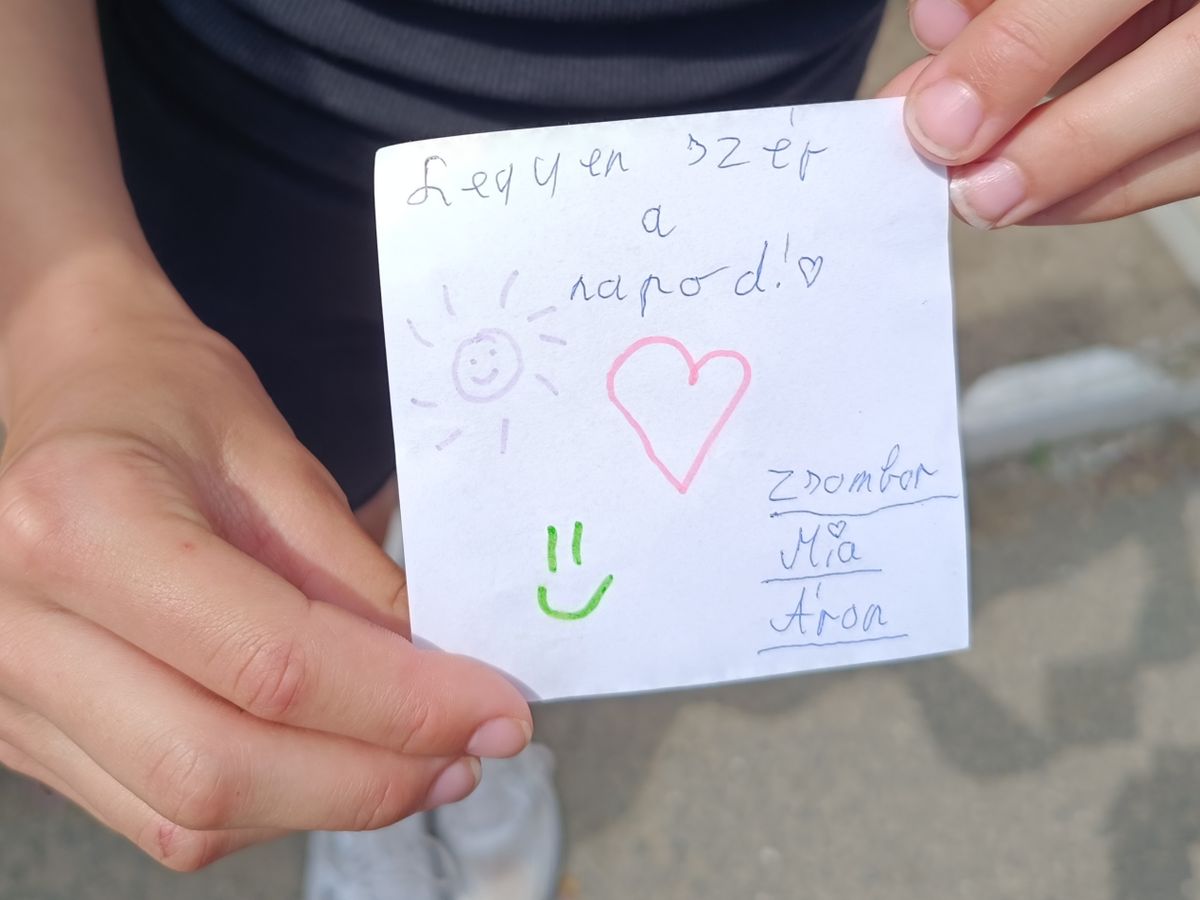 Legyen szép
a
napod!♡
Zsombor
Mia
Áron